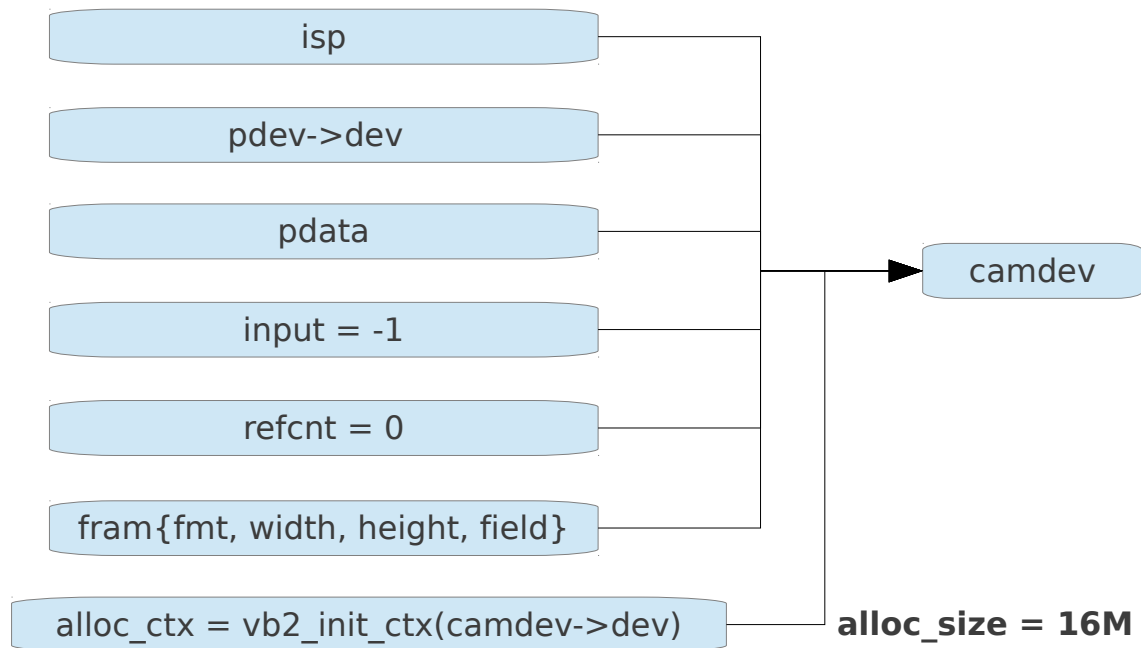 isp
pdev->dev
pdata
camdev
input = -1
refcnt = 0
fram{fmt, width, height, field}
alloc_ctx = vb2_init_ctx(camdev->dev)
alloc_size = 16M